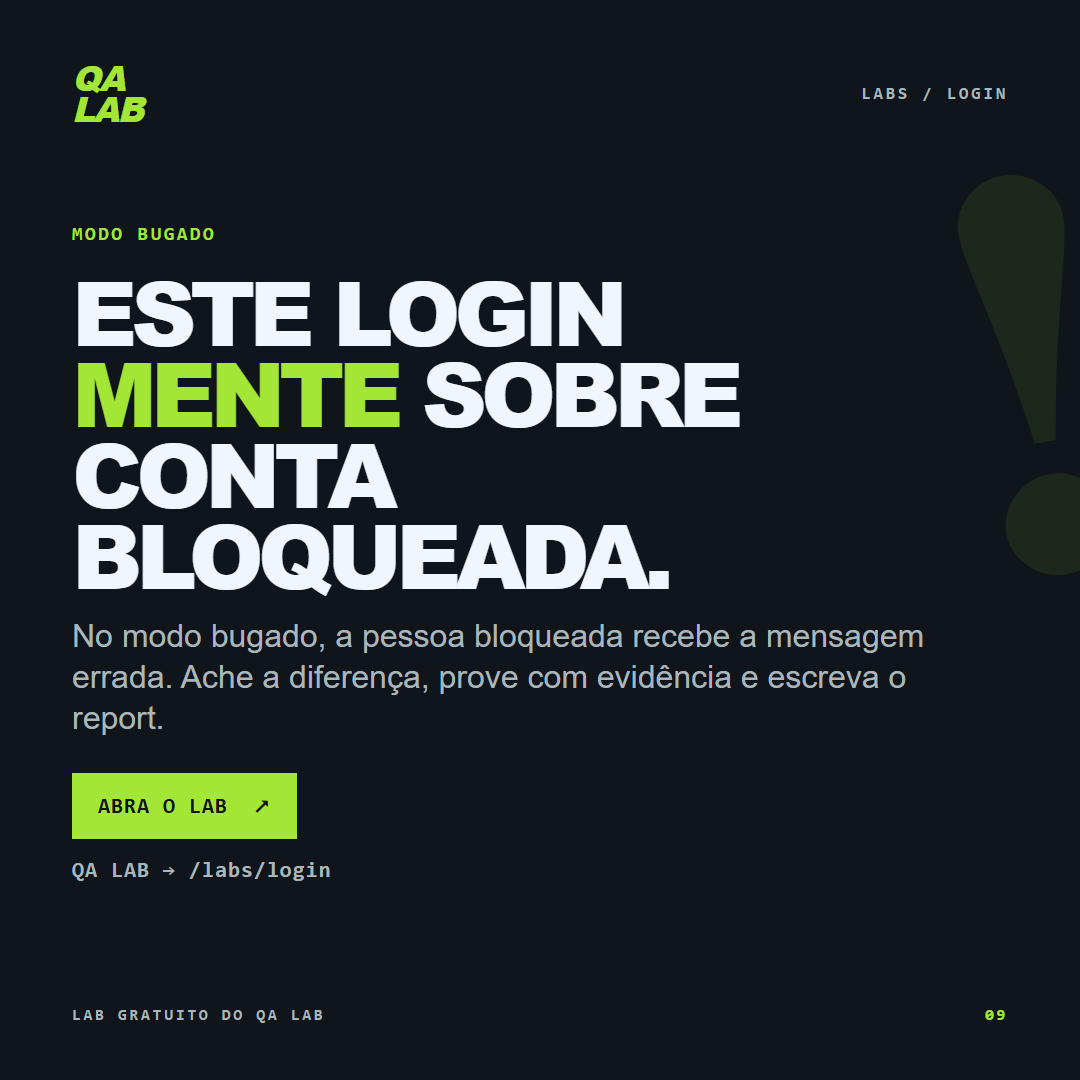 QA
LAB
LABS / LOGIN
MODO BUGADO
ESTE LOGIN
MENTE SOBRE
CONTA
BLOQUEADA.
No modo bugado, a pessoa bloqueada recebe a mensagem
errada. Ache a diferença, prove com evidência e escreva o
report.
ABRA O LAB ↗
QA LAB → /labs/login
LAB GRATUITO DO QA LAB
09
!